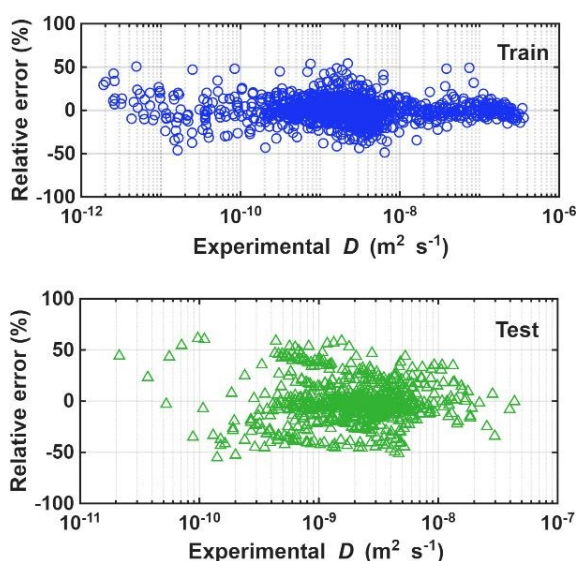 Relative error (%)
100
50
0
-50
-100
Train
10⁻¹² 10⁻¹⁰ 10⁻⁸ 10⁻⁶
Experimental D (m² s⁻¹)
Relative error (%)
100
50
0
-50
-100
Test
10⁻¹¹ 10⁻¹⁰ 10⁻⁹ 10⁻⁸ 10⁻⁷
Experimental D (m² s⁻¹)